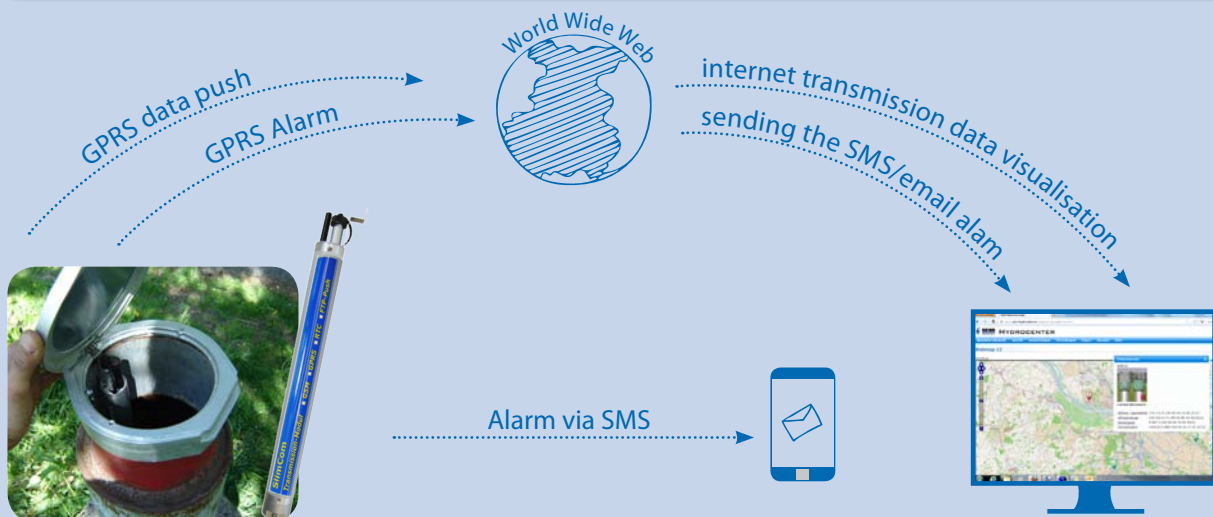 World Wide Web
GPRS data push
GPRS Alarm
internet transmission data visualisation
sending the SMS/email alam
SlimCom
Transmission-Modul ■ GSM ■ GPRS ■ RTC ■ FTP-Push
Alarm via SMS
HYDROCENTER